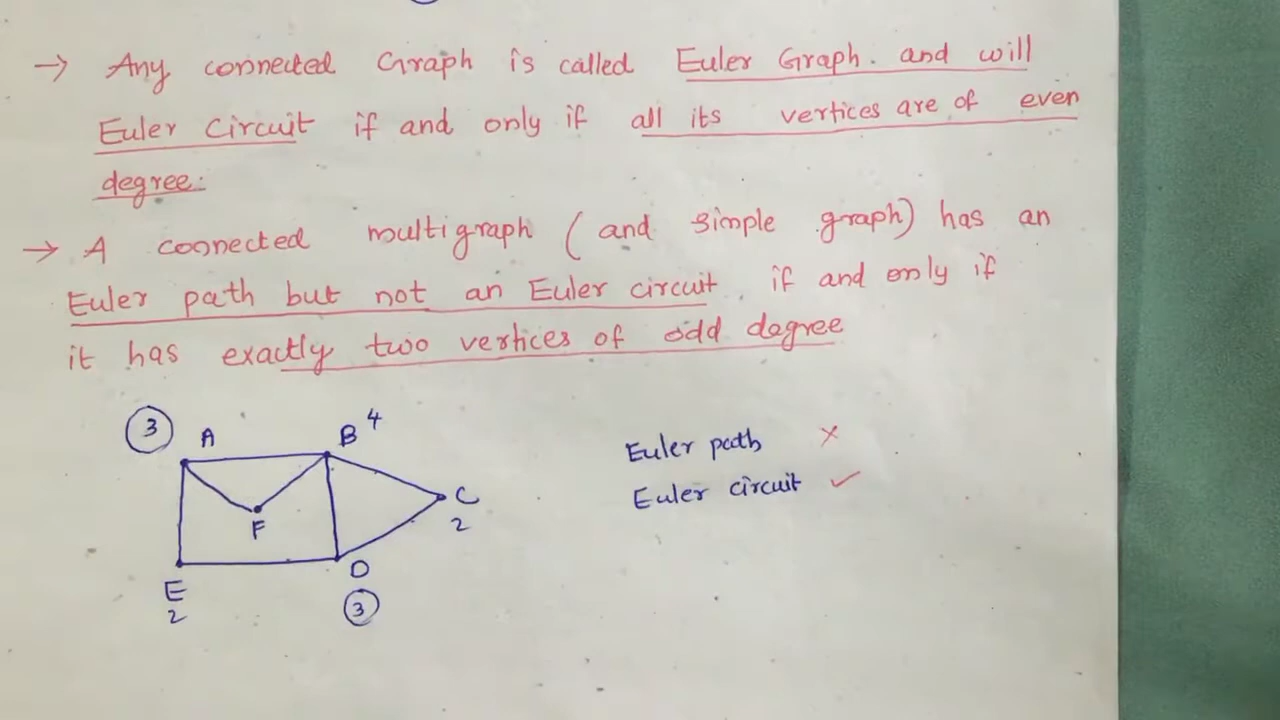 → Any connected Graph is called Euler Graph. and will
Euler Circuit if and only if all its vertices are of even
degree.
→ A connected multigraph ( and simple graph) has an
Euler path but not an Euler circuit if and only if
it has exactly two vertices of odd degree
3 A B 4
Euler path ×
Euler circuit ✓
C
2
F
E
2
D
3